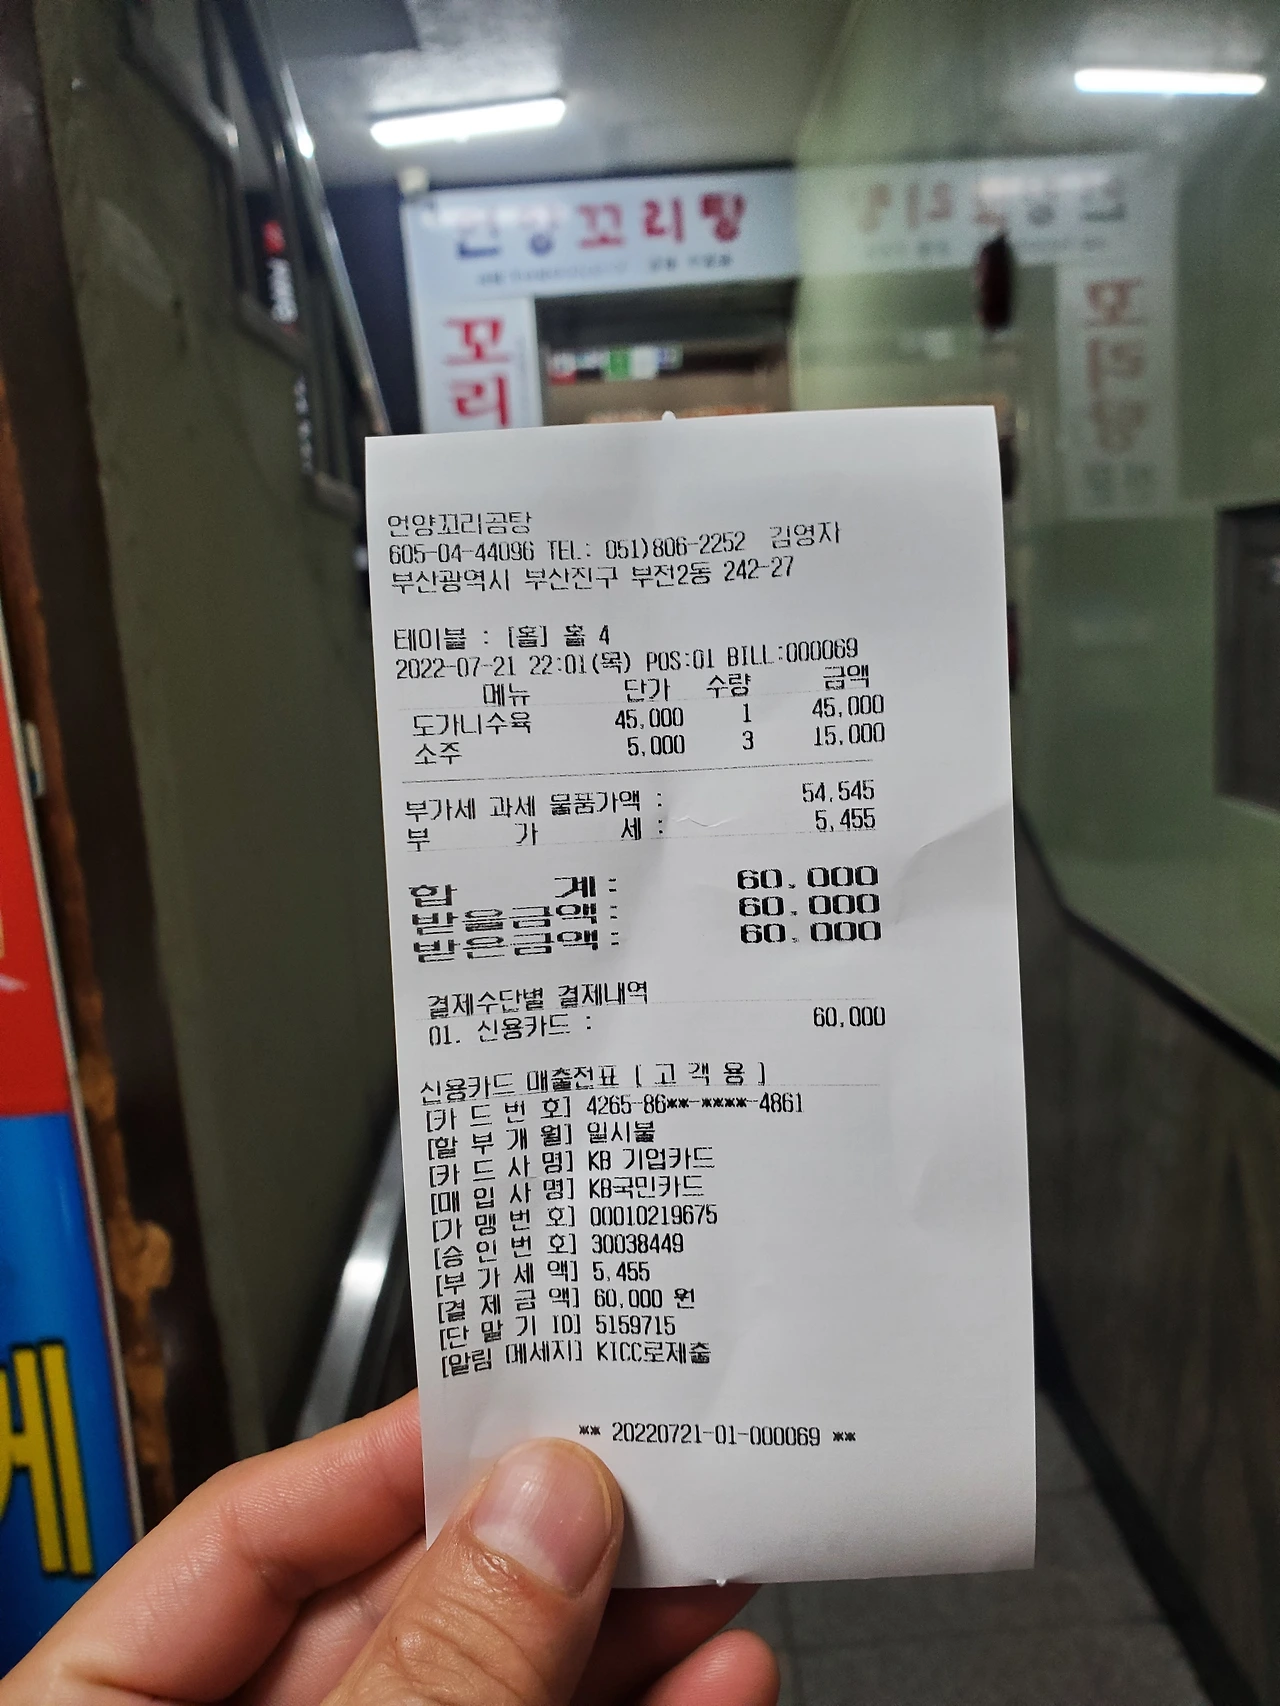 언양꼬리탕
꼬리
언양꼬리곰탕
605-04-44096 TEL: 051)806-2252 김영자
부산광역시 부산진구 부전2동 242-27
테이블 : [홀] 홀 4
2022-07-21 22:01(목) POS:01 BILL:000069
메뉴 단가 수량 금액
도가니수육 45,000 1 45,000
소주 5,000 3 15,000
부가세 과세 물품가액 : 54,545
부 가 세 : 5,455
합 계 : 60,000
받을금액 : 60,000
받은금액 : 60,000
결제수단별 결제내역
01. 신용카드 : 60,000
신용카드 매출전표 [ 고 객 용 ]
[카 드 번 호] 4265-86**-****-4861
[할 부 개 월] 일시불
[카 드 사 명] KB 기업카드
[매 입 사 명] KB국민카드
[가 맹 번 호] 00010219675
[승 인 번 호] 30038449
[부 가 세 액] 5,455
[결 제 금 액] 60,000 원
[단 말 기 ID] 5159715
[알림 메세지] KICC로제출
** 20220721-01-000069 **